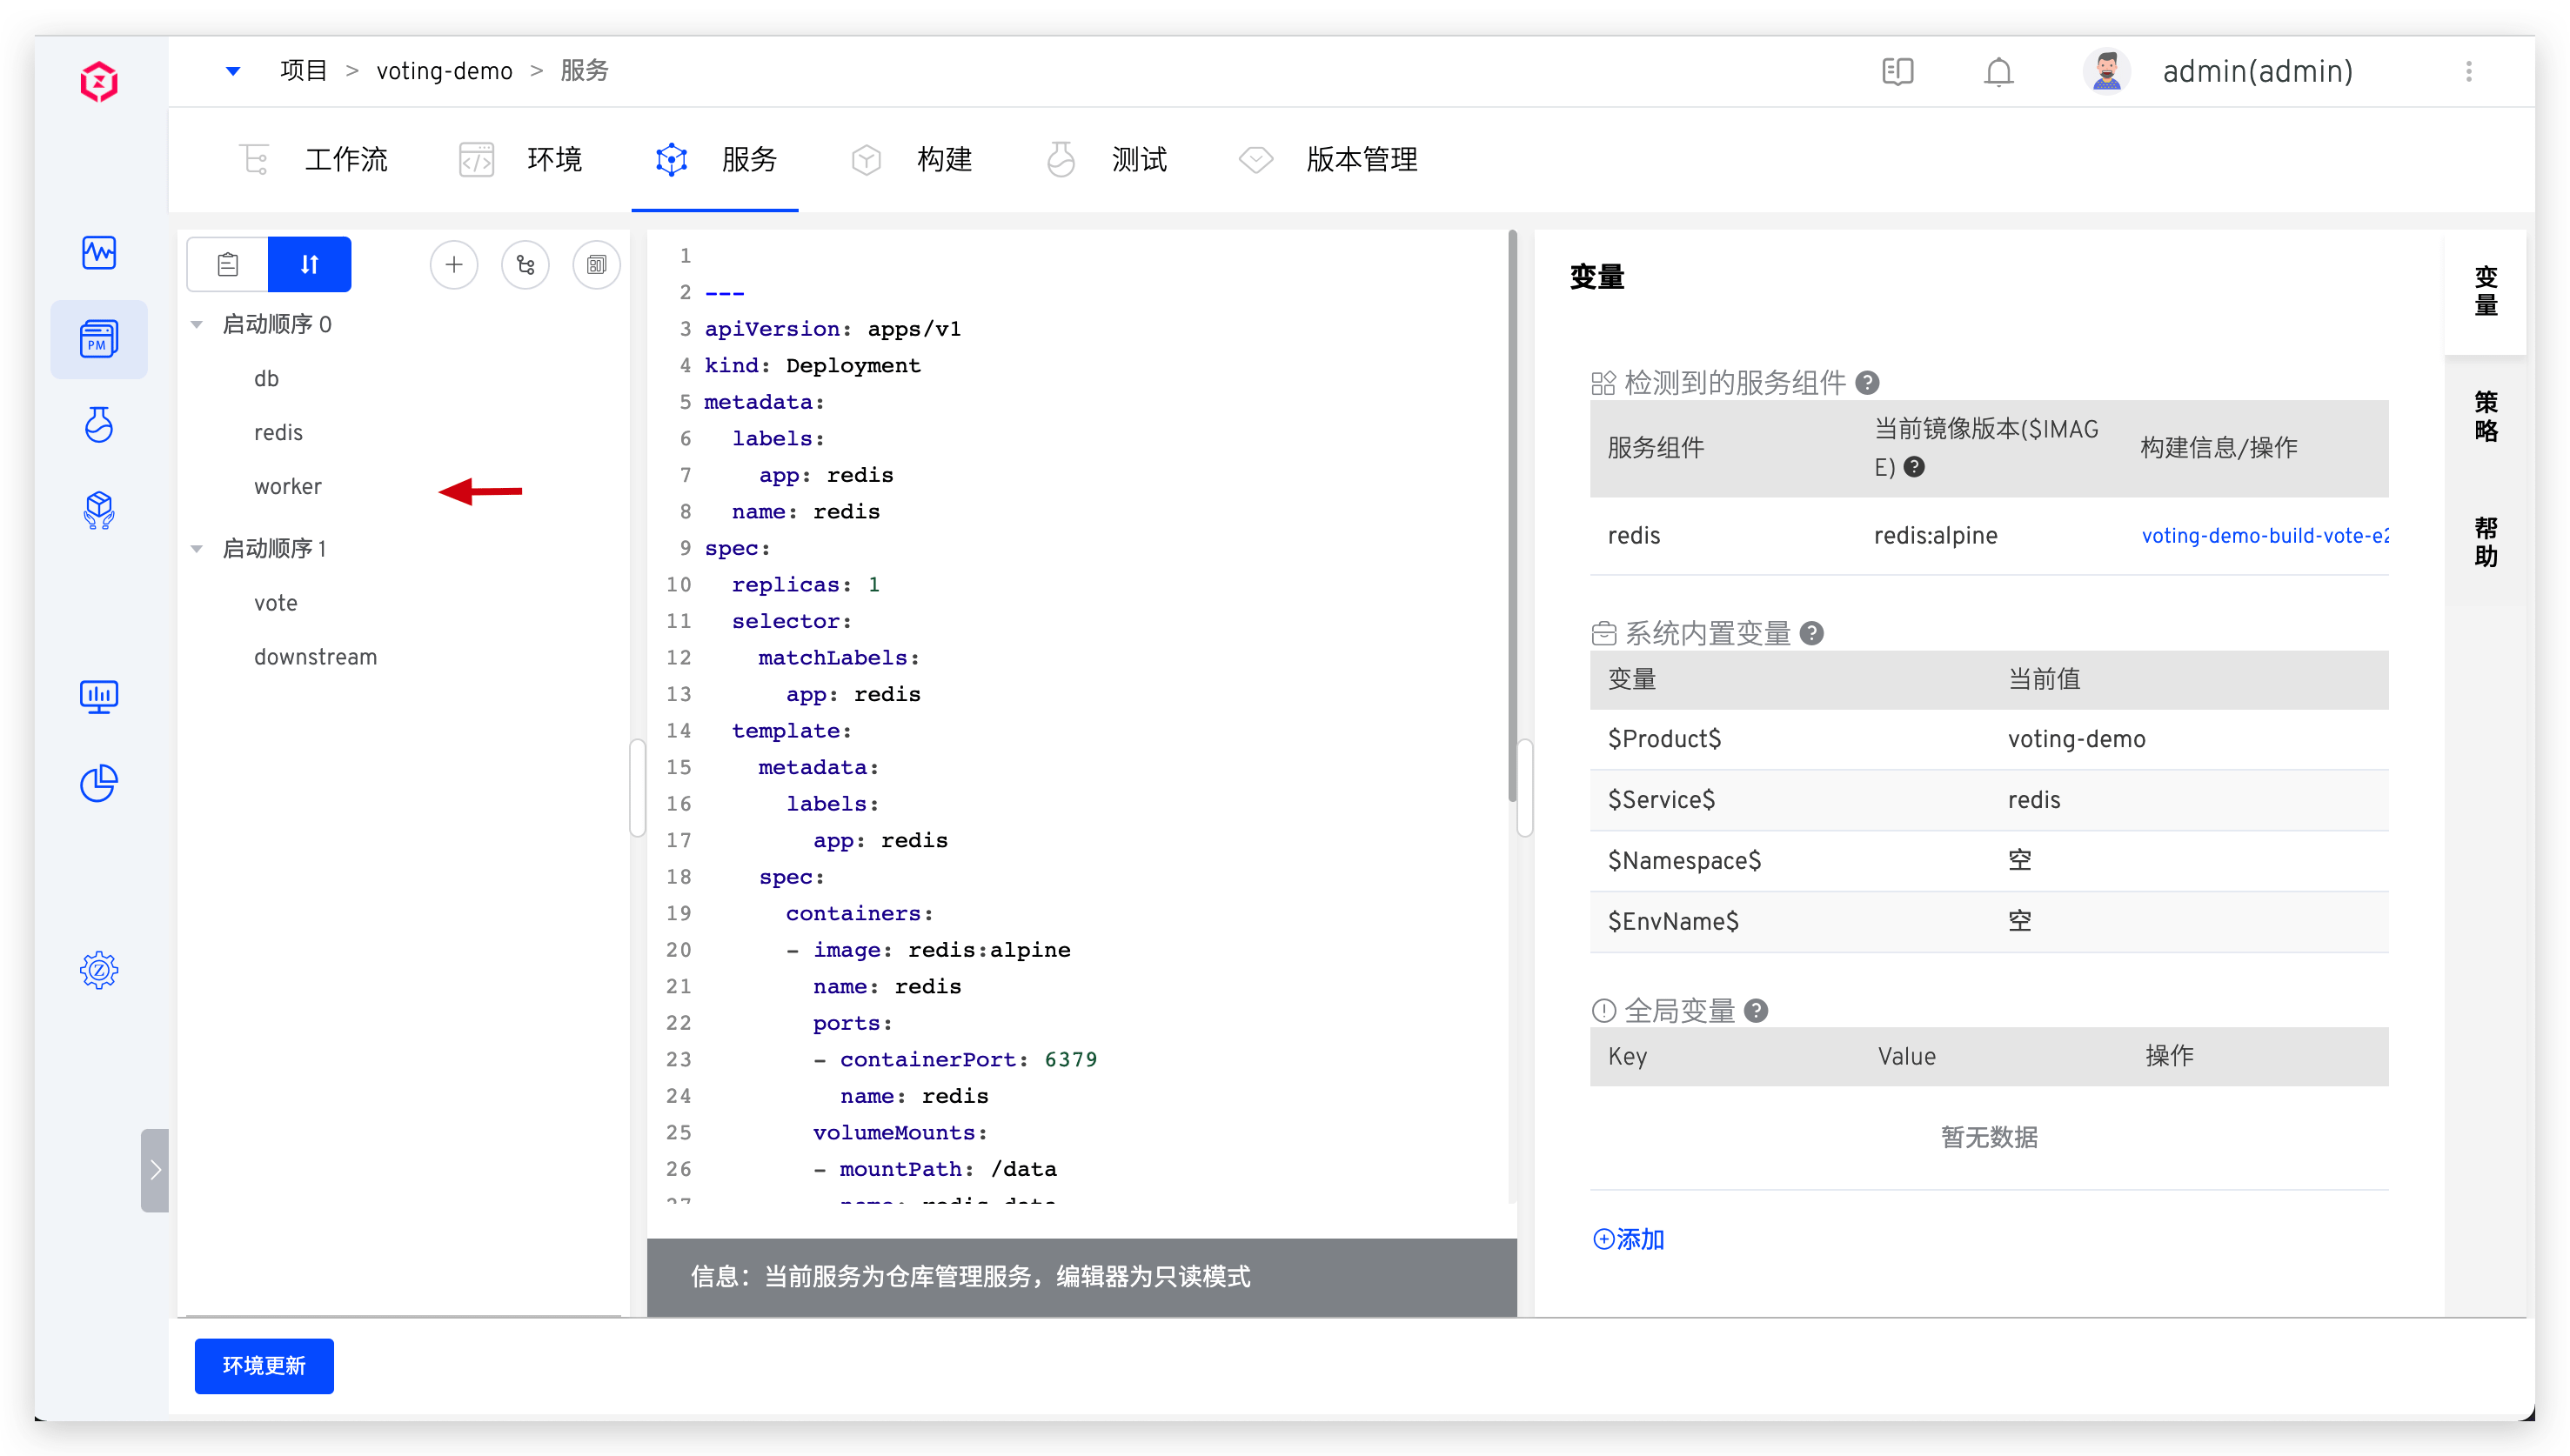 项目 > voting-demo > 服务
admin(admin)
工作流
环境
服务
构建
测试
版本管理
PM
启动顺序 0
db
redis
worker
启动顺序 1
vote
downstream
1
2 ---
3 apiVersion: apps/v1
4 kind: Deployment
5 metadata:
6   labels:
7     app: redis
8   name: redis
9 spec:
10   replicas: 1
11   selector:
12     matchLabels:
13       app: redis
14   template:
15     metadata:
16       labels:
17         app: redis
18     spec:
19       containers:
20       - image: redis:alpine
21         name: redis
22         ports:
23         - containerPort: 6379
24           name: redis
25         volumeMounts:
26         - mountPath: /data
信息：当前服务为仓库管理服务，编辑器为只读模式
变量
检测到的服务组件
服务组件
当前镜像版本($IMAG
E)
构建信息/操作
redis
redis:alpine
voting-demo-build-vote-e2
系统内置变量
变量
当前值
$Product$
voting-demo
$Service$
redis
$Namespace$
空
$EnvName$
空
全局变量
Key
Value
操作
暂无数据
添加
变量
策略
帮助
环境更新